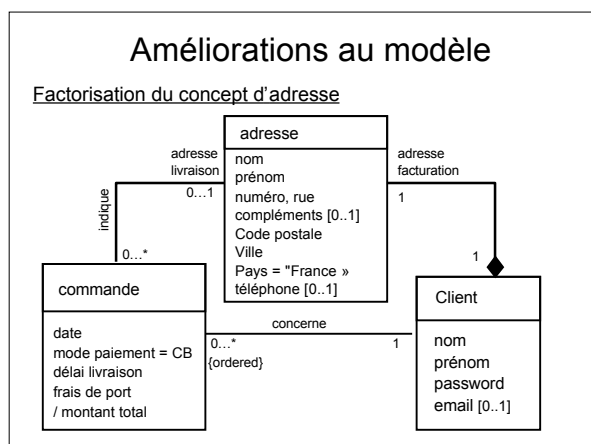 Améliorations au modèle
Factorisation du concept d'adresse
adresse
nom
prénom
numéro, rue
compléments [0..1]
Code postale
Ville
Pays = "France »
téléphone [0..1]
adresse
livraison
0…1
adresse
facturation
1
indique
0…*
1
commande
date
mode paiement = CB
délai livraison
frais de port
/ montant total
concerne
0…*
1
{ordered}
Client
nom
prénom
password
email [0..1]